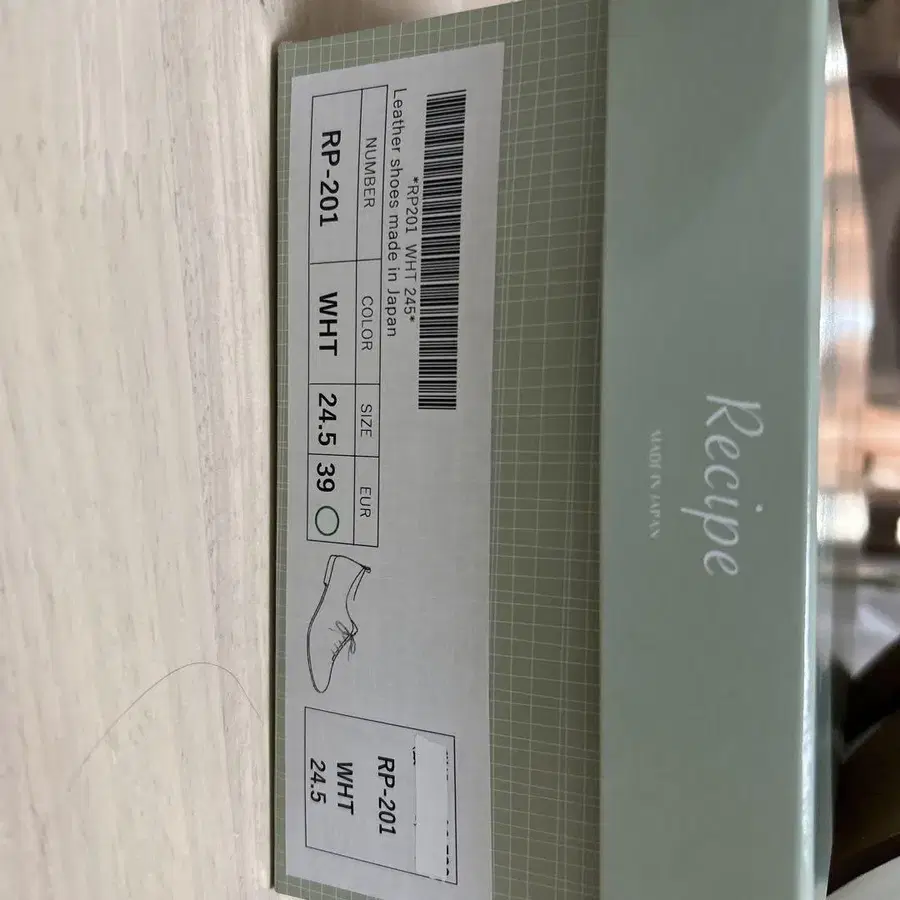 Recipe
MADE IN JAPAN
*RP201 WHT 245*
Leather shoes made in Japan
NUMBER COLOR SIZE EUR
RP-201 WHT 24.5 39
RP-201
WHT
24.5